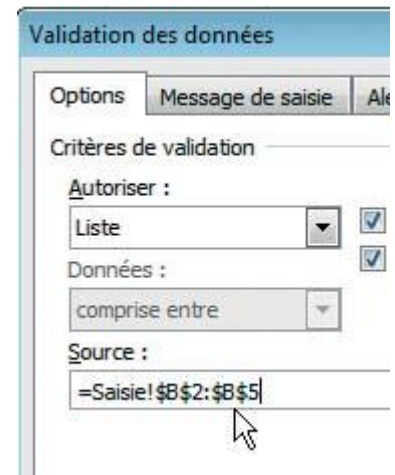 Validation des données
Options Message de saisie Ale
Critères de validation
Autoriser :
Liste
Données :
comprise entre
Source :
=Saisie!$B$2:$B$5